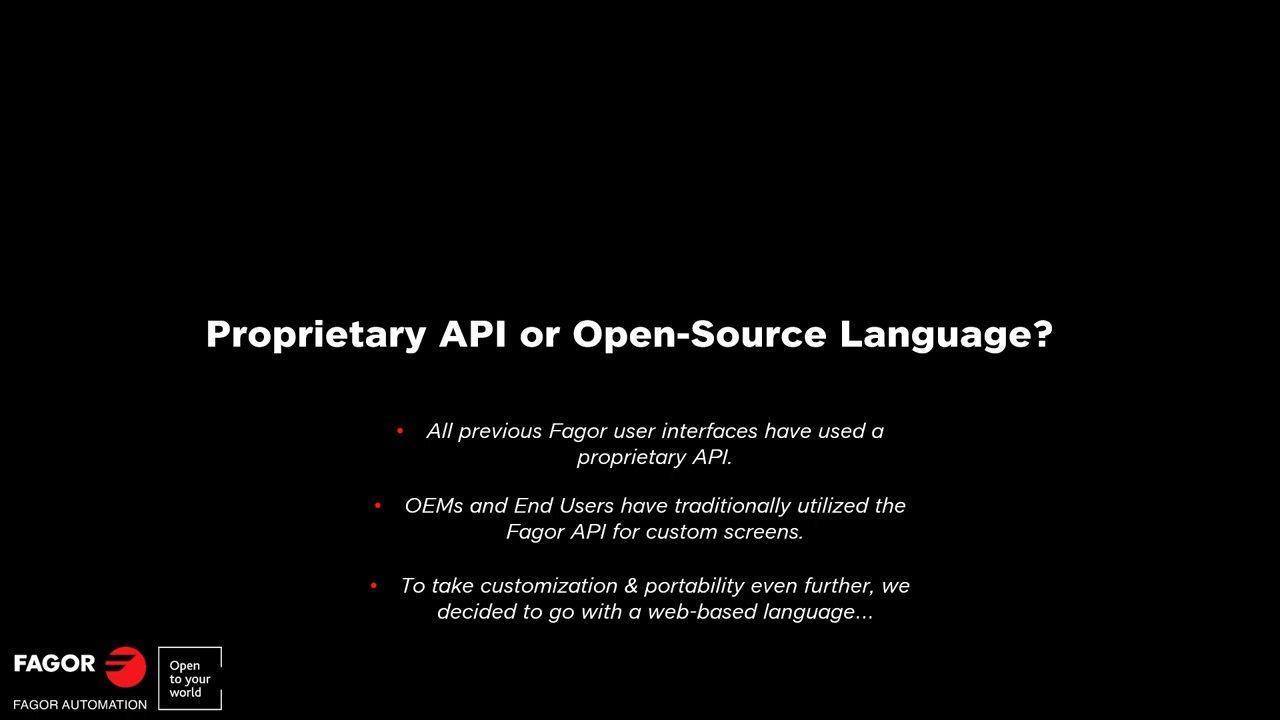 Proprietary API or Open-Source Language?
• All previous Fagor user interfaces have used a
proprietary API.
• OEMs and End Users have traditionally utilized the
Fagor API for custom screens.
• To take customization & portability even further, we
decided to go with a web-based language...
FAGOR
FAGOR AUTOMATION
Open
to your
world